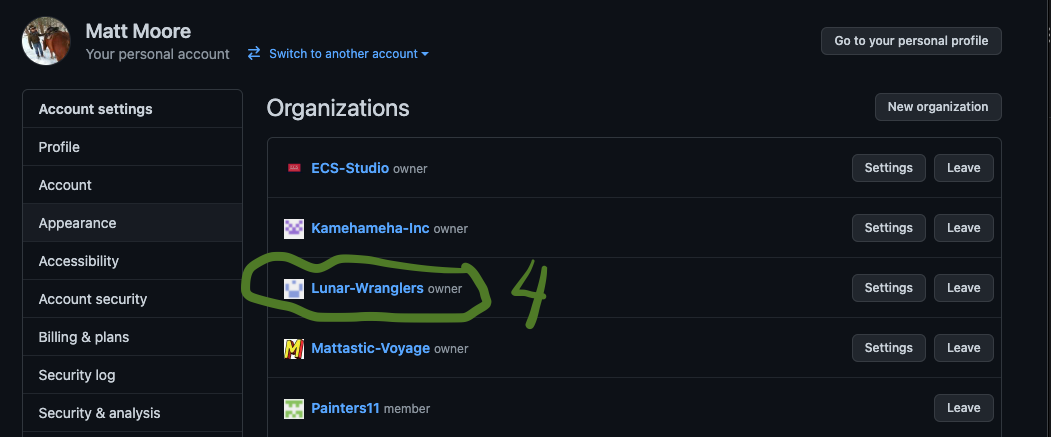 Matt Moore
Your personal account Switch to another account
Go to your personal profile
Account settings
Profile
Account
Appearance
Accessibility
Account security
Billing & plans
Security log
Security & analysis
Organizations
New organization
ECS-Studio owner Settings Leave
Kamehameha-Inc owner Settings Leave
Lunar-Wranglers owner 4 Settings Leave
Mattastic-Voyage owner Settings Leave
Painters11 member Leave